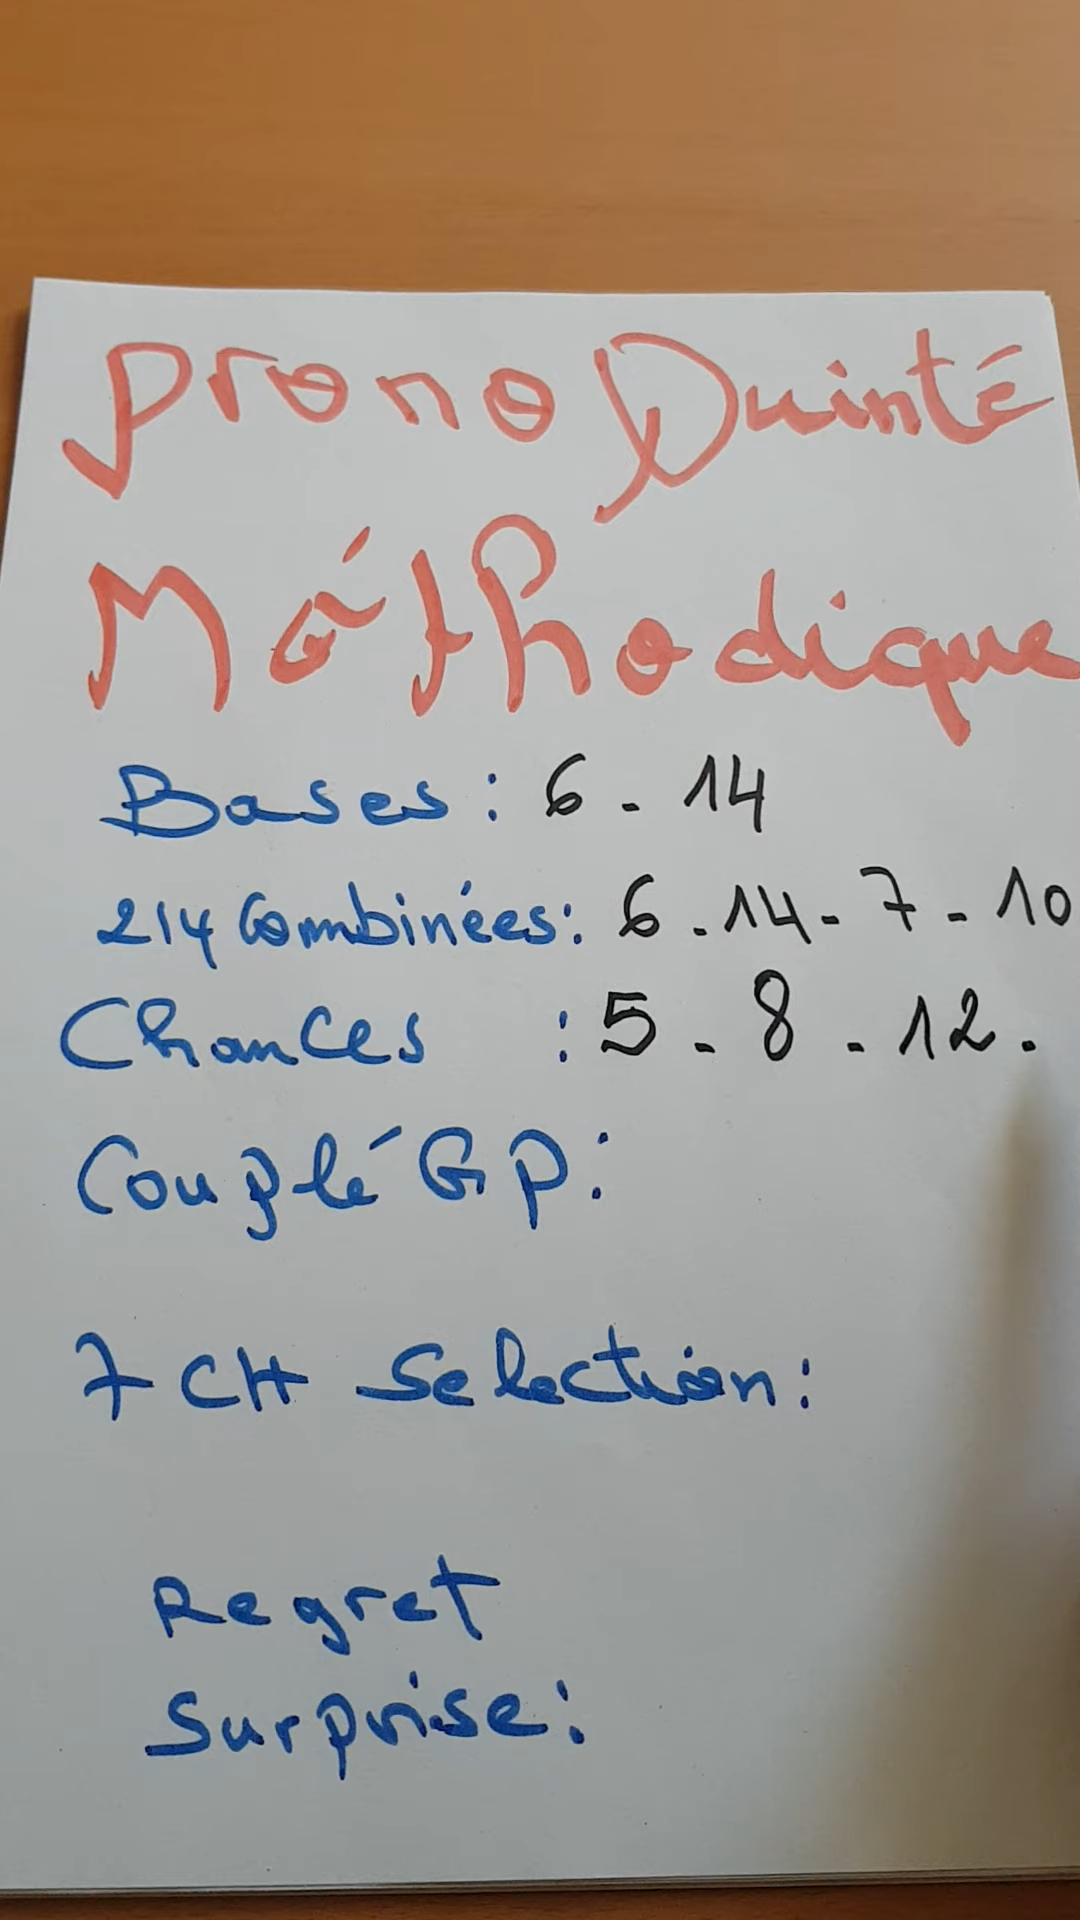 Prono Quinté
Méthodique
Bases: 6 - 14
2/4 Combinées: 6 - 14 - 7 - 10
Chances : 5 - 8 - 12 -
Couplé GP:
7 CH Selection:
Regret
Surprise: